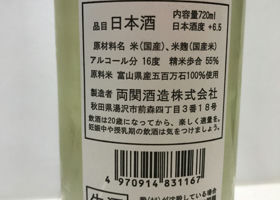 品目 日本酒 内容量720ml
日本酒度 +6.5
原材料名 米(国産)、米麹(国産米)
アルコール分 16度 精米歩合 55%
原料米 富山県産五百万石100%使用
製造者 両関酒造株式会社
秋田県湯沢市前森四丁目3番18号
飲酒は20歳になってから。楽しく適量を。
妊娠中や授乳期の飲酒は気をつけましょう。
4 970914 831167